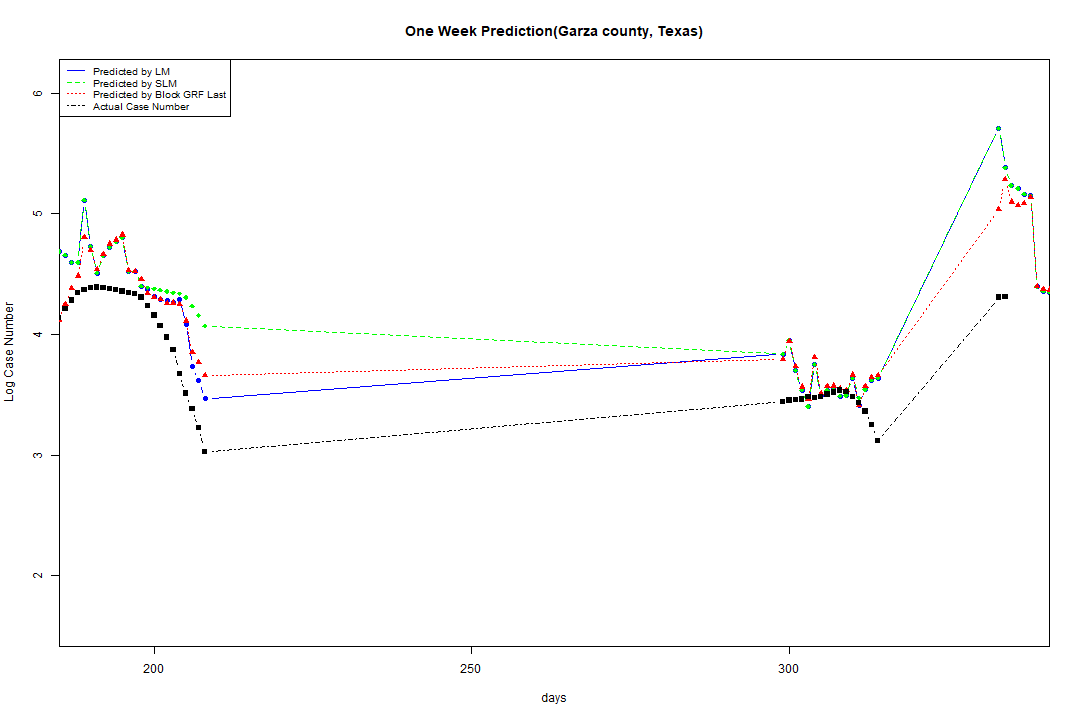 One Week Prediction(Garza county, Texas)
Predicted by LM
Predicted by SLM
Predicted by Block GRF Last
Actual Case Number
6
5
4
3
2
Log Case Number
200 250 300
days